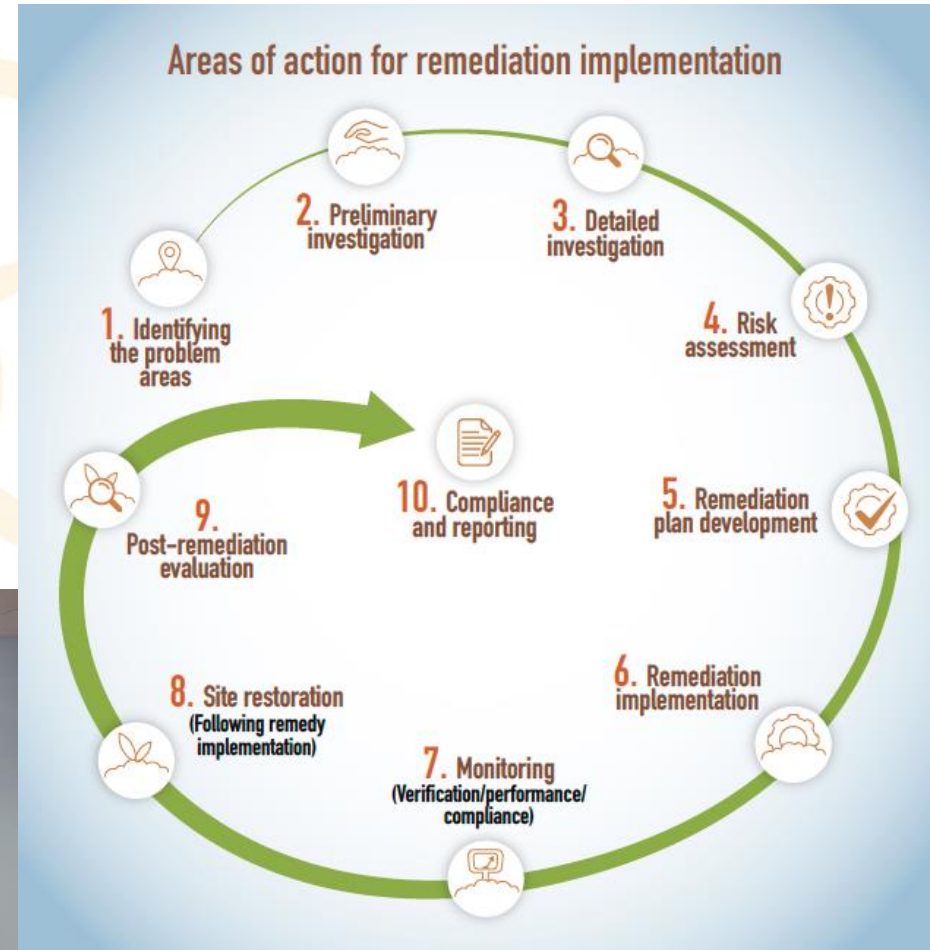 Areas of action for remediation implementation
1. Identifying
the problem
areas
2. Preliminary
investigation
3. Detailed
investigation
4. Risk
assessment
5. Remediation
plan development
6. Remediation
implementation
7. Monitoring
(Verification/performance/
compliance)
8. Site restoration
(Following remedy
implementation)
9.
Post-remediation
evaluation
10. Compliance
and reporting